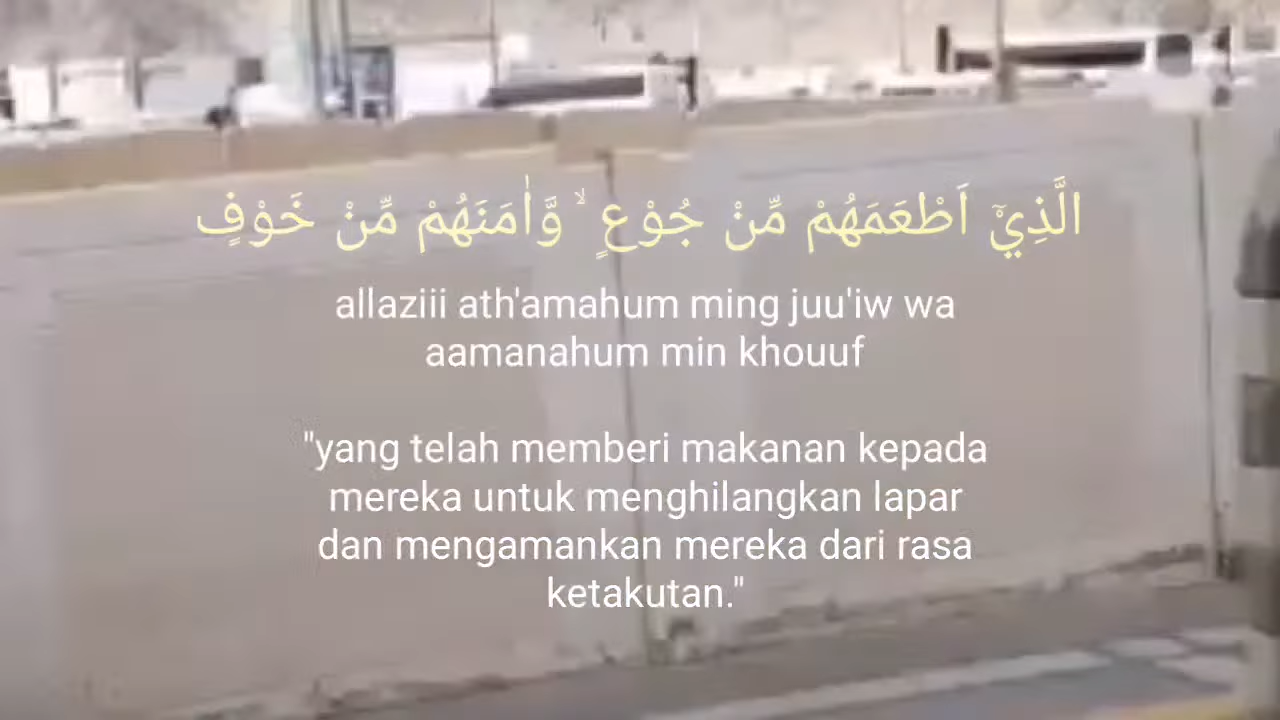 الَّذِيْٓ اَطْعَمَهُمْ مِّنْ جُوْعٍ ۙ وَّاٰمَنَهُمْ مِّنْ خَوْفٍ
allaziii ath'amahum ming juu'iw wa
aamanahum min khouuf
"yang telah memberi makanan kepada
mereka untuk menghilangkan lapar
dan mengamankan mereka dari rasa
ketakutan."